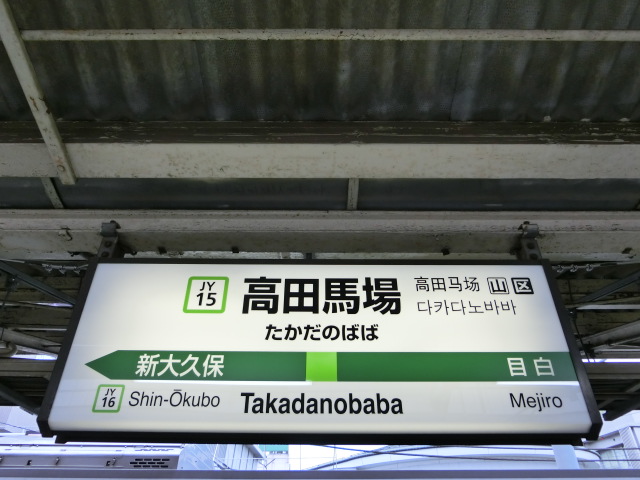 JY 15 高田馬場 高田马场 山 区
다카다노바바
たかだのばば
新大久保 目白
JY 16 Shin-Ōkubo Takadanobaba Mejiro